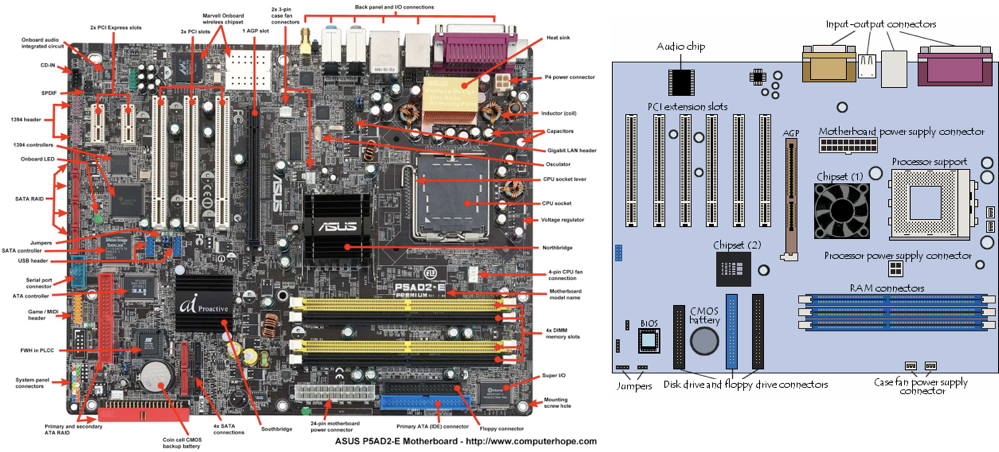 Back panel and I/O connections
2x 3-pin
case fan
connectors
Marvell Onboard
wireless chipset
1 AGP slot
2x PCI Express slots
2x PCI slots
Onboard audio
integrated circuit
CD-IN
SPDIF
1394 header
1394 controllers
Onboard LED
SATA RAID
Jumpers
SATA controller
USB header
Serial port
connector
ATA controller
Game / MIDI
header
FWH in PLCC
System panel
connectors
Primary and secondary
ATA RAID
Coin cell CMOS
backup battery
4x SATA
connections
Southbridge
24-pin motherboard
power connector
Primary ATA (IDE) connector
Floppy connector
Heat sink
P4 power connector
Inductor (coil)
Capacitors
Gigabit LAN header
Osculator
CPU socket lever
CPU socket
Voltage regulator
Northbridge
4-pin CPU fan
connection
Motherboard
model name
4x DIMM
memory slots
Super I/O
Mounting
screw hole
ASUS
ASUS
P5AD2-E
PREMIUM
ai
Proactive
ASUS P5AD2-E Motherboard - http://www.computerhope.com
Input-output connectors
Audio chip
PCI extension slots
AGP
Motherboard power supply connector
Chipset (1)
Processor support
Chipset (2)
Processor power supply connector
RAM connectors
BIOS
CMOS
battery
Jumpers
Disk drive and floppy drive connectors
Case fan power supply
connector